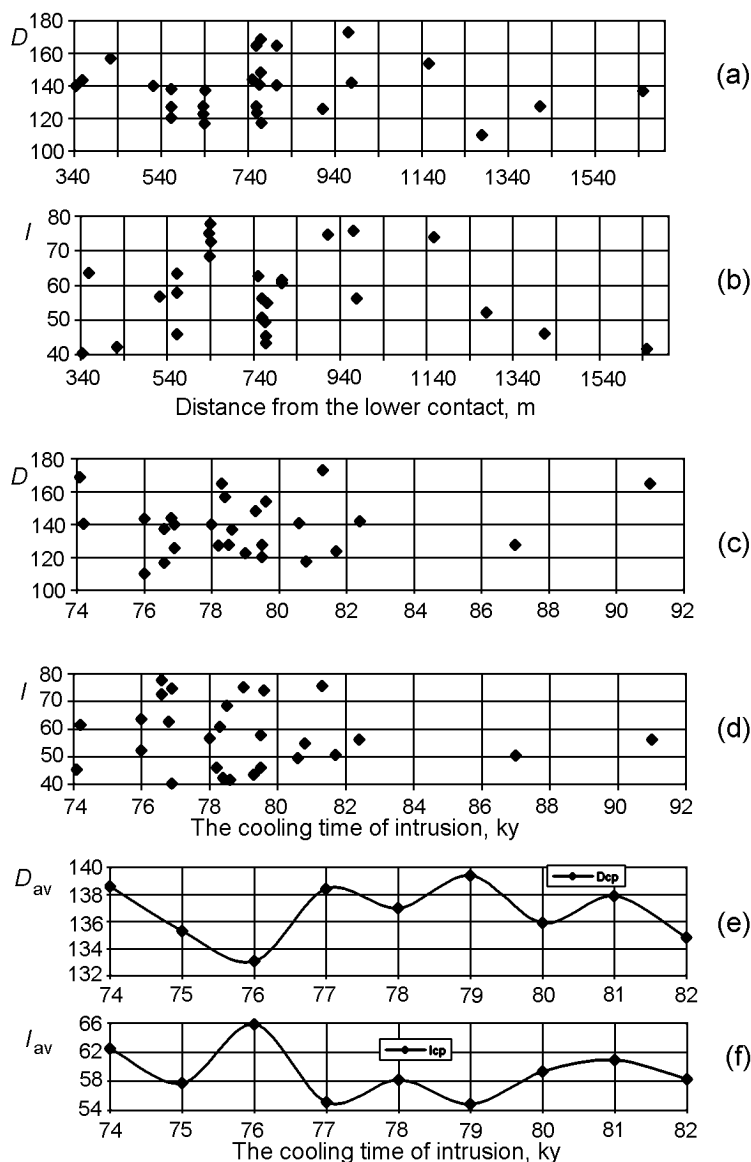 D
180
160
140
120
100
340 540 740 940 1140 1340 1540
(a)
I
80
70
60
50
40
340 540 740 940 1140 1340 1540
Distance from the lower contact, m
(b)
D
180
160
140
120
100
74 76 78 80 82 84 86 88 90 92
(c)
I
80
70
60
50
40
74 76 78 80 82 84 86 88 90 92
The cooling time of intrusion, ky
(d)
Dav
140
138
136
134
132
Dcp
74 75 76 77 78 79 80 81 82
(e)
Iav
66
62
58
54
Icp
74 75 76 77 78 79 80 81 82
The cooling time of intrusion, ky
(f)